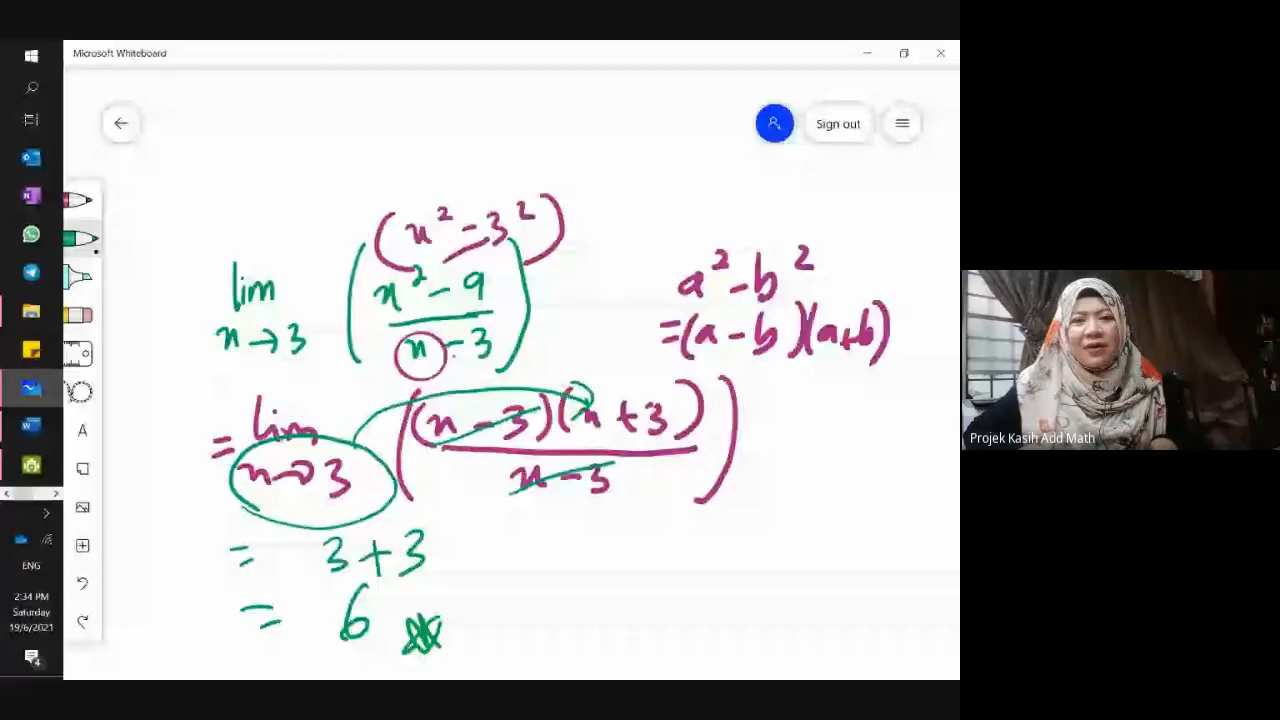 Microsoft Whiteboard
Sign out
(x² - 3²)
lim x→3 (x² - 9 / x - 3)
a² - b²
= (a - b)(a + b)
= lim x→3 ((x - 3)(x + 3) / x - 3)
= 3 + 3
= 6
Projek Kasih Add Math
ENG
2:34 PM
Saturday
19/6/2021
4